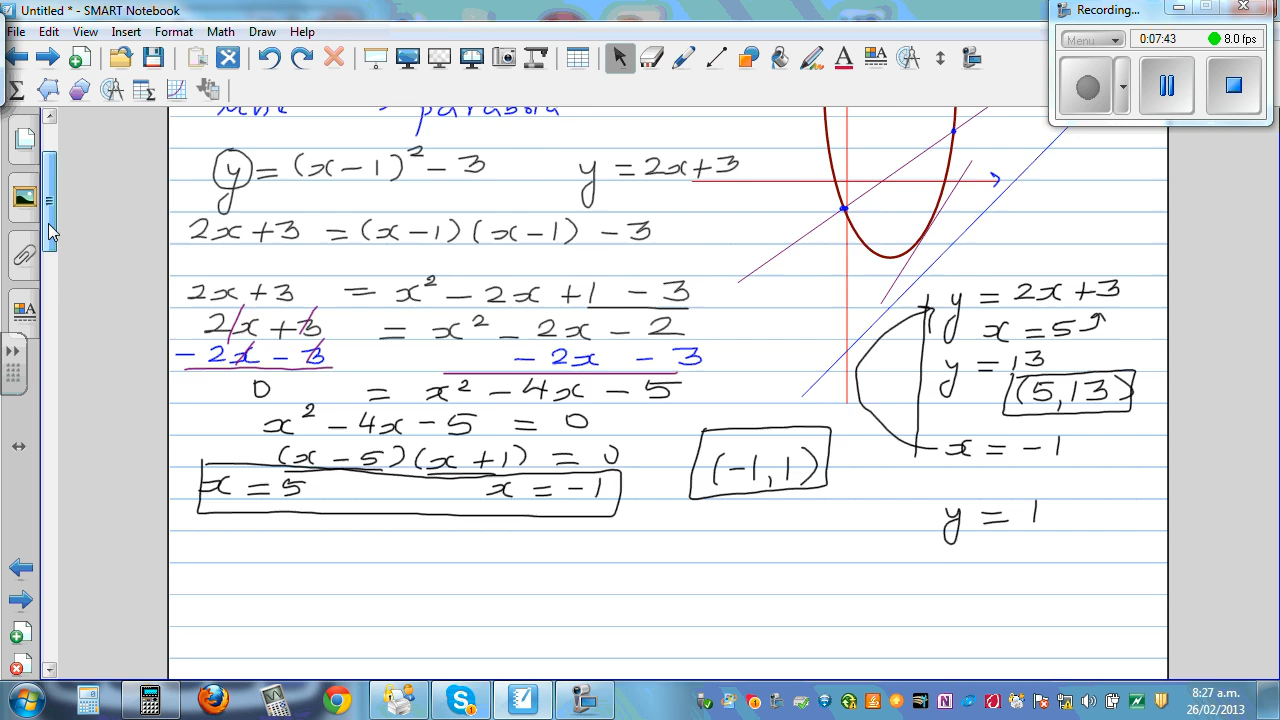 Untitled * - SMART Notebook
File Edit View Insert Format Math Draw Help
Recording...
Menu 0:07:43 8.0 fps
parabola
y = (x-1)² - 3 y = 2x+3
2x+3 = (x-1)(x-1) - 3
2x+3 = x² - 2x + 1 - 3
2x+3 = x² - 2x - 2
- 2x - 3 - 2x - 3
0 = x² - 4x - 5
x² - 4x - 5 = 0
(x-5)(x+1) = 0
x = 5 x = -1
(-1,1)
y = 2x+3
x = 5
y = 13
(5,13)
x = -1
y = 1
8:27 a.m.
26/02/2013